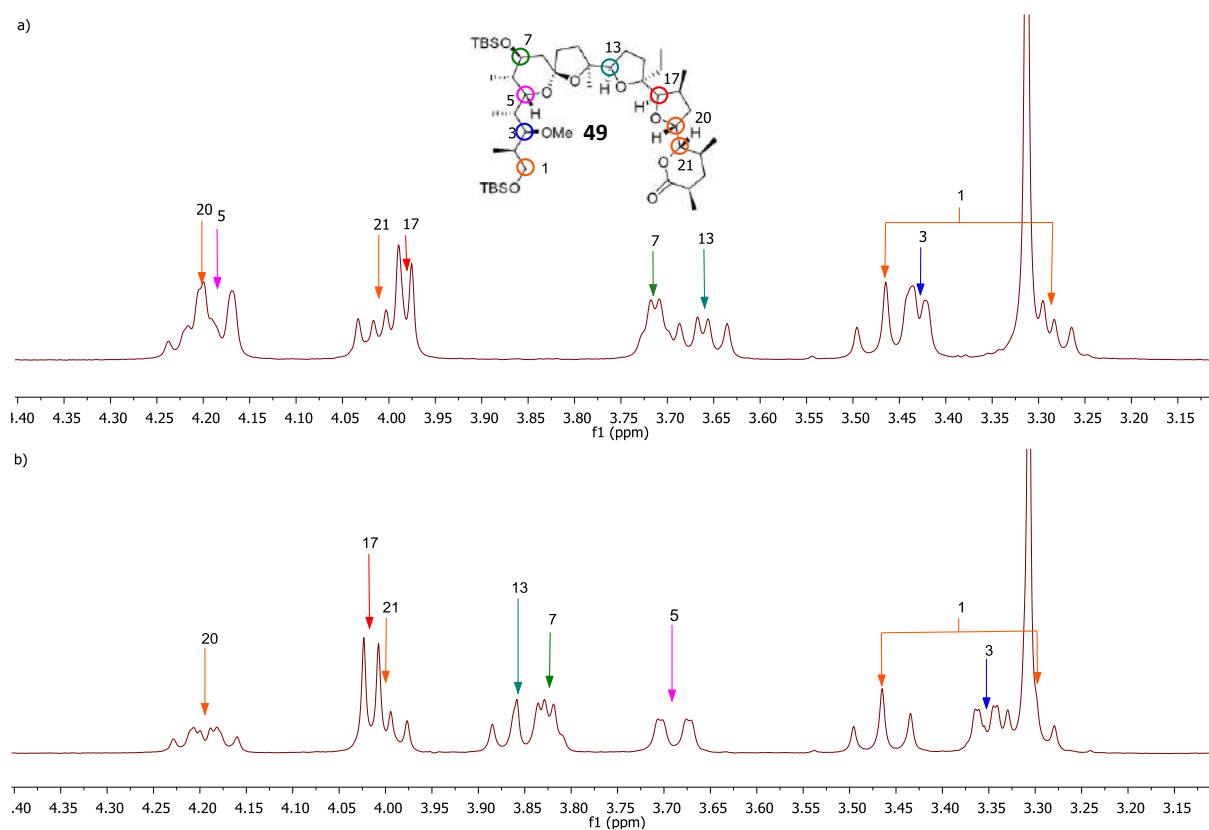 a)
TBSO 7
13
O O H O
17
5 O H
H
20
3 OMe 49
O H H
21
1
TBSO
O
O
20 5 21 17 7 13 1 3
4.40 4.35 4.30 4.25 4.20 4.15 4.10 4.05 4.00 3.95 3.90 3.85 3.80 3.75 3.70 3.65 3.60 3.55 3.50 3.45 3.40 3.35 3.30 3.25 3.20 3.15
f1 (ppm)
b)
20 17 21 13 7 5 1 3
.40 4.35 4.30 4.25 4.20 4.15 4.10 4.05 4.00 3.95 3.90 3.85 3.80 3.75 3.70 3.65 3.60 3.55 3.50 3.45 3.40 3.35 3.30 3.25 3.20 3.15
f1 (ppm)